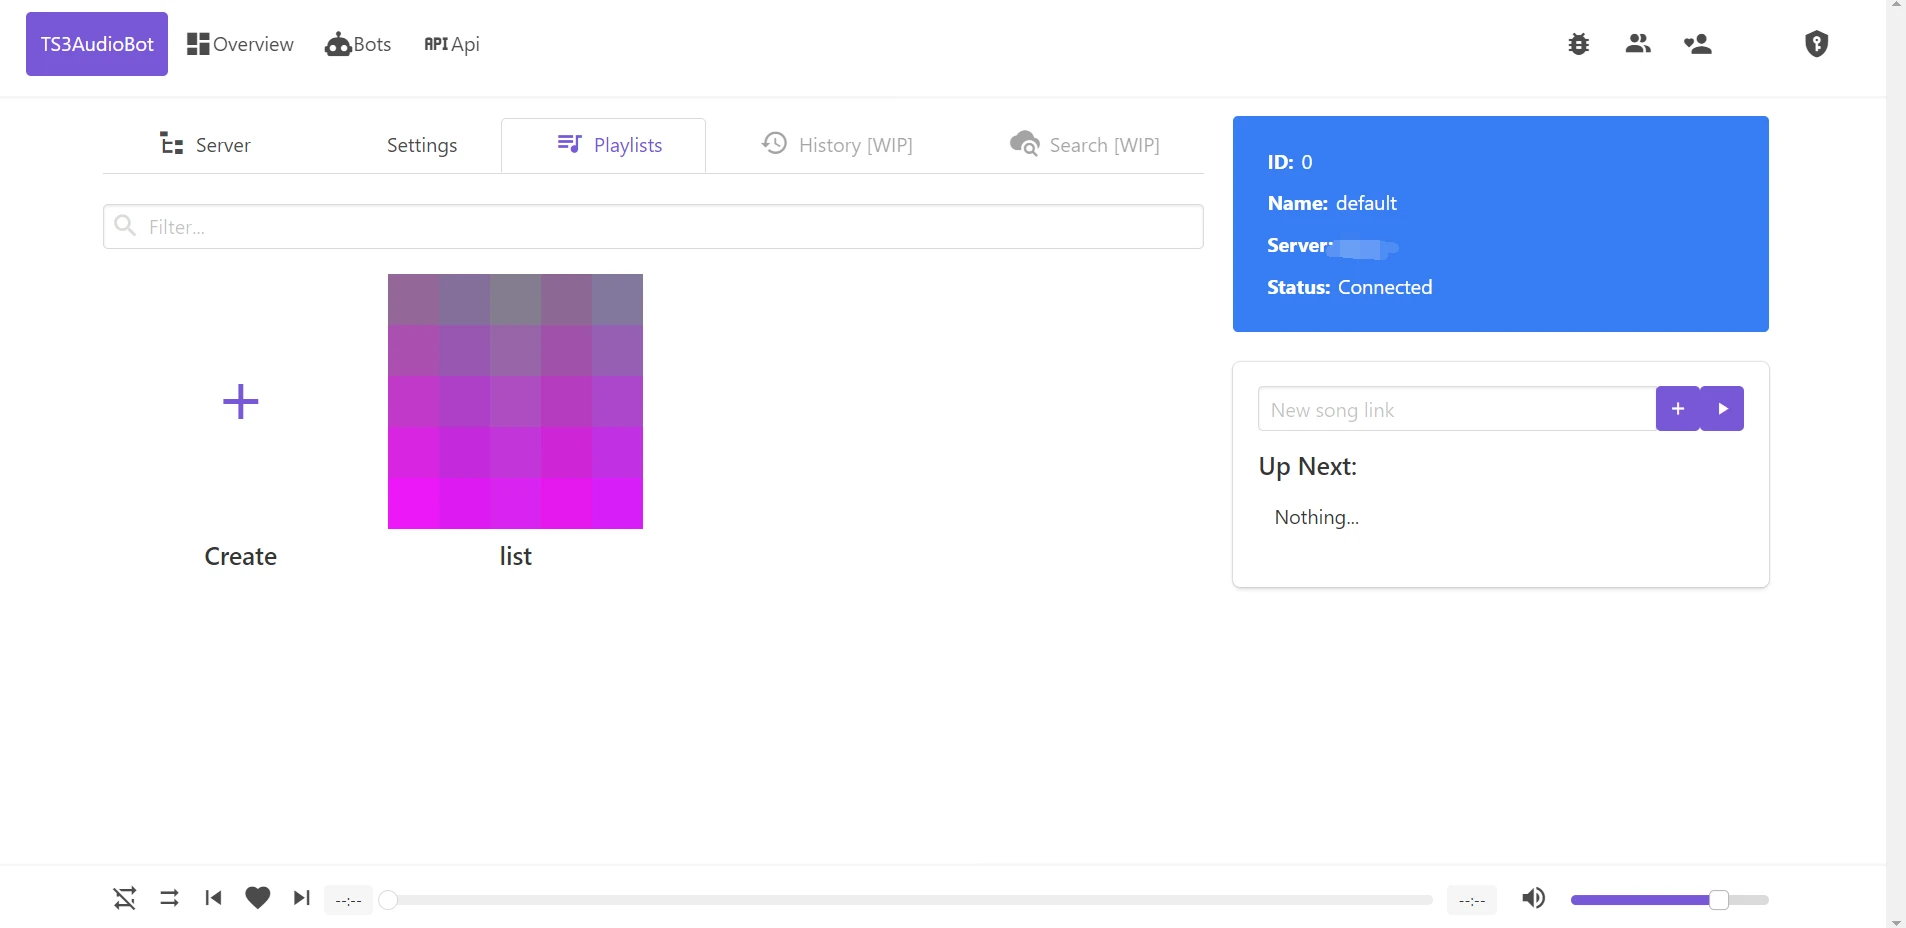 TS3AudioBot Overview Bots API Api
Server Settings Playlists History [WIP] Search [WIP]
Filter...
Create
list
ID: 0
Name: default
Server:
Status: Connected
New song link
Up Next:
Nothing...
--:-- --:--